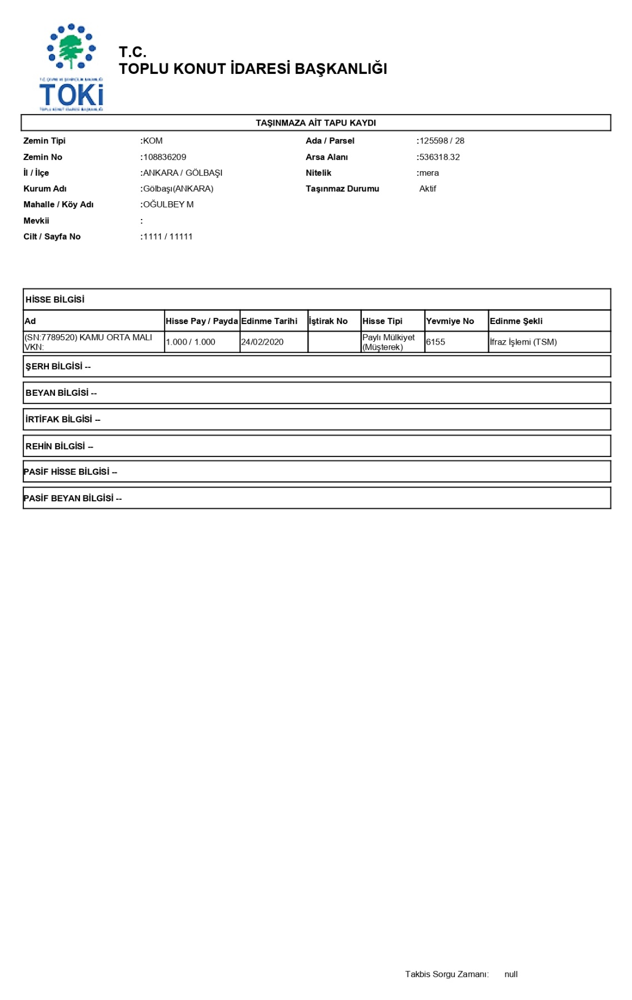 T.C.
TOPLU KONUT İDARESİ BAŞKANLIĞI
TOKİ
TOPLU KONUT İDARESİ BAŞKANLIĞI
TAŞINMAZA AİT TAPU KAYDI
Zemin Tipi :KOM Ada / Parsel :125598 / 28
Zemin No :108836209 Arsa Alanı :536318.32
İl / İlçe :ANKARA / GÖLBAŞI Nitelik :mera
Kurum Adı :Gölbaşı(ANKARA) Taşınmaz Durumu Aktif
Mahalle / Köy Adı :OĞULBEY M
Mevkii :
Cilt / Sayfa No :1111 / 11111
HİSSE BİLGİSİ
Ad Hisse Pay / Payda Edinme Tarihi İştirak No Hisse Tipi Yevmiye No Edinme Şekli
(SN:7789520) KAMU ORTA MALI VKN: 1.000 / 1.000 24/02/2020 Paylı Mülkiyet (Müşterek) 6155 İfraz İşlemi (TSM)
ŞERH BİLGİSİ --
BEYAN BİLGİSİ --
İRTİFAK BİLGİSİ --
REHİN BİLGİSİ --
PASİF HİSSE BİLGİSİ --
PASİF BEYAN BİLGİSİ --
Takbis Sorgu Zamanı: null